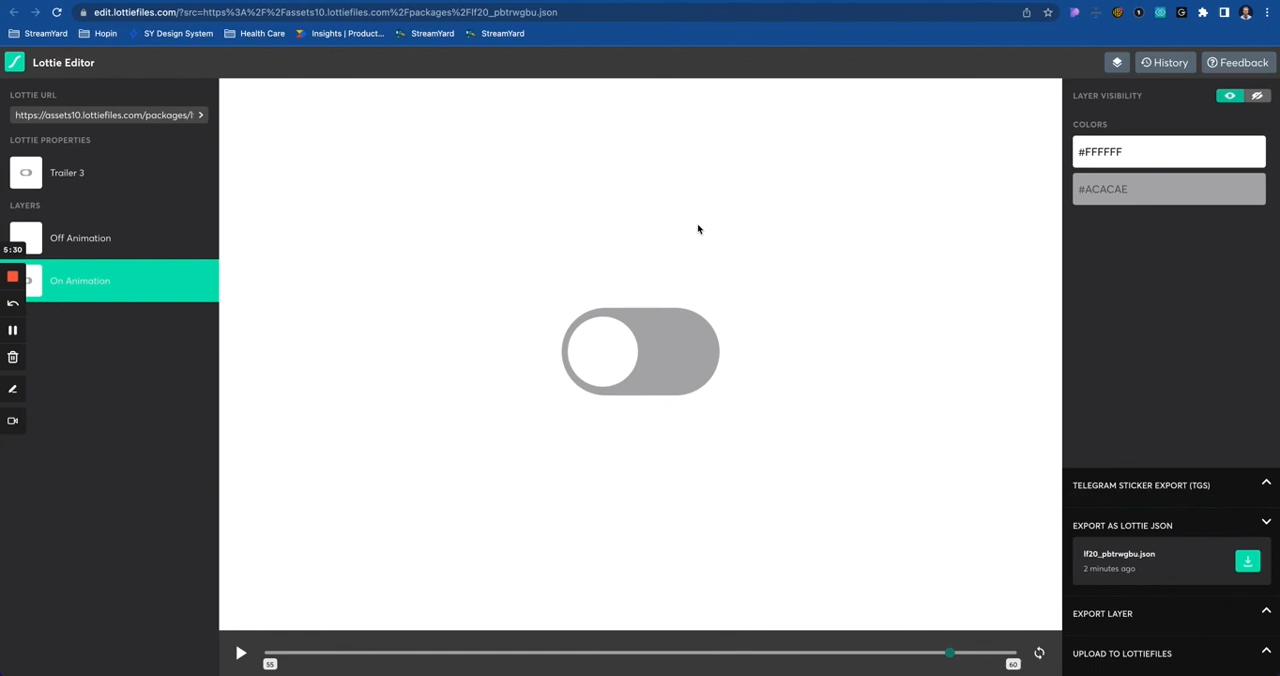 edit.lottiefiles.com/?src=https%3A%2F%2Fassets10.lottiefiles.com%2Fpackages%2Flf20_pbtrwgbu.json
StreamYard Hopin SY Design System Health Care Insights | Product... StreamYard StreamYard
Lottie Editor History Feedback
LOTTIE URL
https://assets10.lottiefiles.com/packages/l
LOTTIE PROPERTIES
Trailer 3
LAYERS
Off Animation
5:30
On Animation
LAYER VISIBILITY
COLORS
#FFFFFF
#ACACAE
TELEGRAM STICKER EXPORT (TGS)
EXPORT AS LOTTIE JSON
lf20_pbtrwgbu.json
2 minutes ago
EXPORT LAYER
UPLOAD TO LOTTIEFILES
55 60